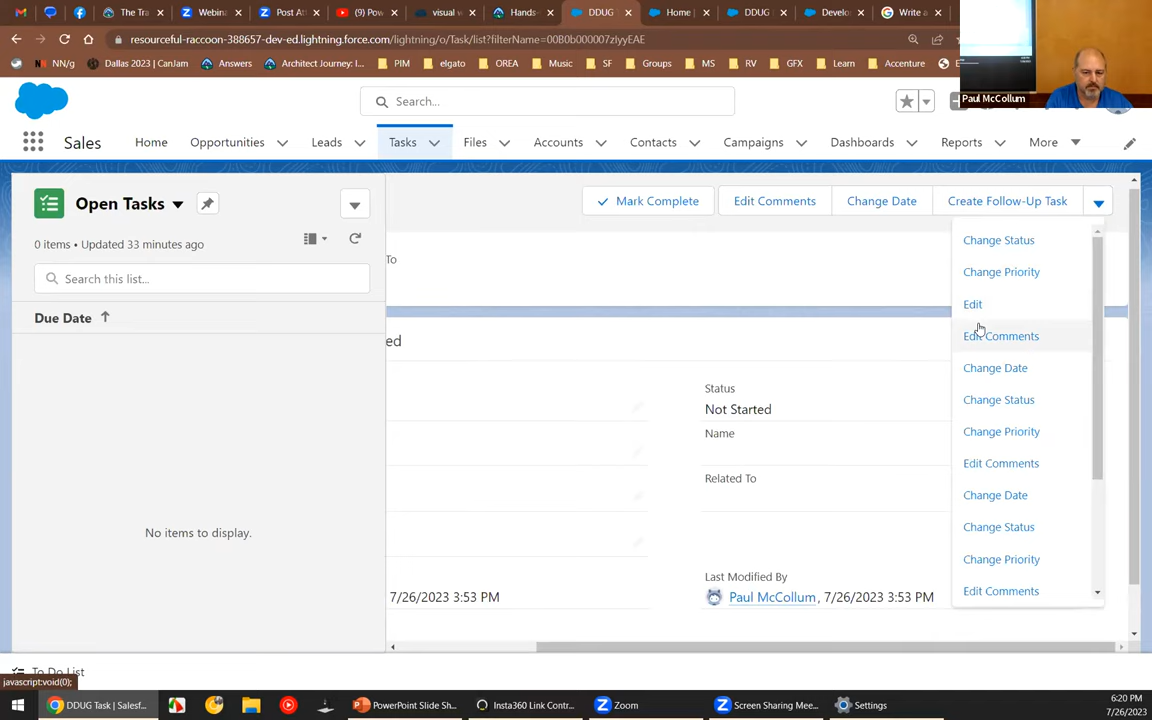 The Tra
Webina
Post Att
(9) Pow
visual w
Hands-
DDUG
Home |
DDUG
Develo
Write a
resourceful-raccoon-388657-dev-ed.lightning.force.com/lightning/o/Task/list?filterName=00B0b000007zIyyEAE
NN/g
Dallas 2023 | CanJam
Answers
Architect Journey: I...
PIM
elgato
OREA
Music
SF
Groups
MS
RV
GFX
Learn
Accenture
Paul McCollum
Search...
Sales
Home
Opportunities
Leads
Tasks
Files
Accounts
Contacts
Campaigns
Dashboards
Reports
More
Open Tasks
0 items • Updated 33 minutes ago
Search this list...
Due Date
No items to display.
Mark Complete
Edit Comments
Change Date
Create Follow-Up Task
To
ed
Status
Not Started
Name
Related To
Last Modified By
7/26/2023 3:53 PM
Paul McCollum, 7/26/2023 3:53 PM
Change Status
Change Priority
Edit
Edit Comments
Change Date
Change Status
Change Priority
Edit Comments
Change Date
Change Status
Change Priority
Edit Comments
To Do List
javascript:void(0);
DDUG Task | Salesf...
PowerPoint Slide Sh...
Insta360 Link Contr...
Zoom
Screen Sharing Mee...
Settings
6:20 PM
7/26/2023